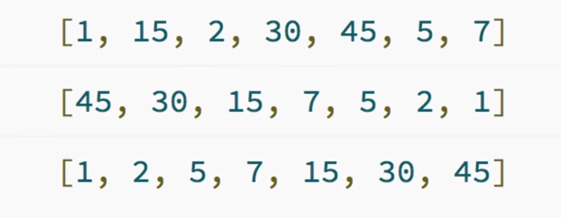 [1, 15, 2, 30, 45, 5, 7]
[45, 30, 15, 7, 5, 2, 1]
[1, 2, 5, 7, 15, 30, 45]